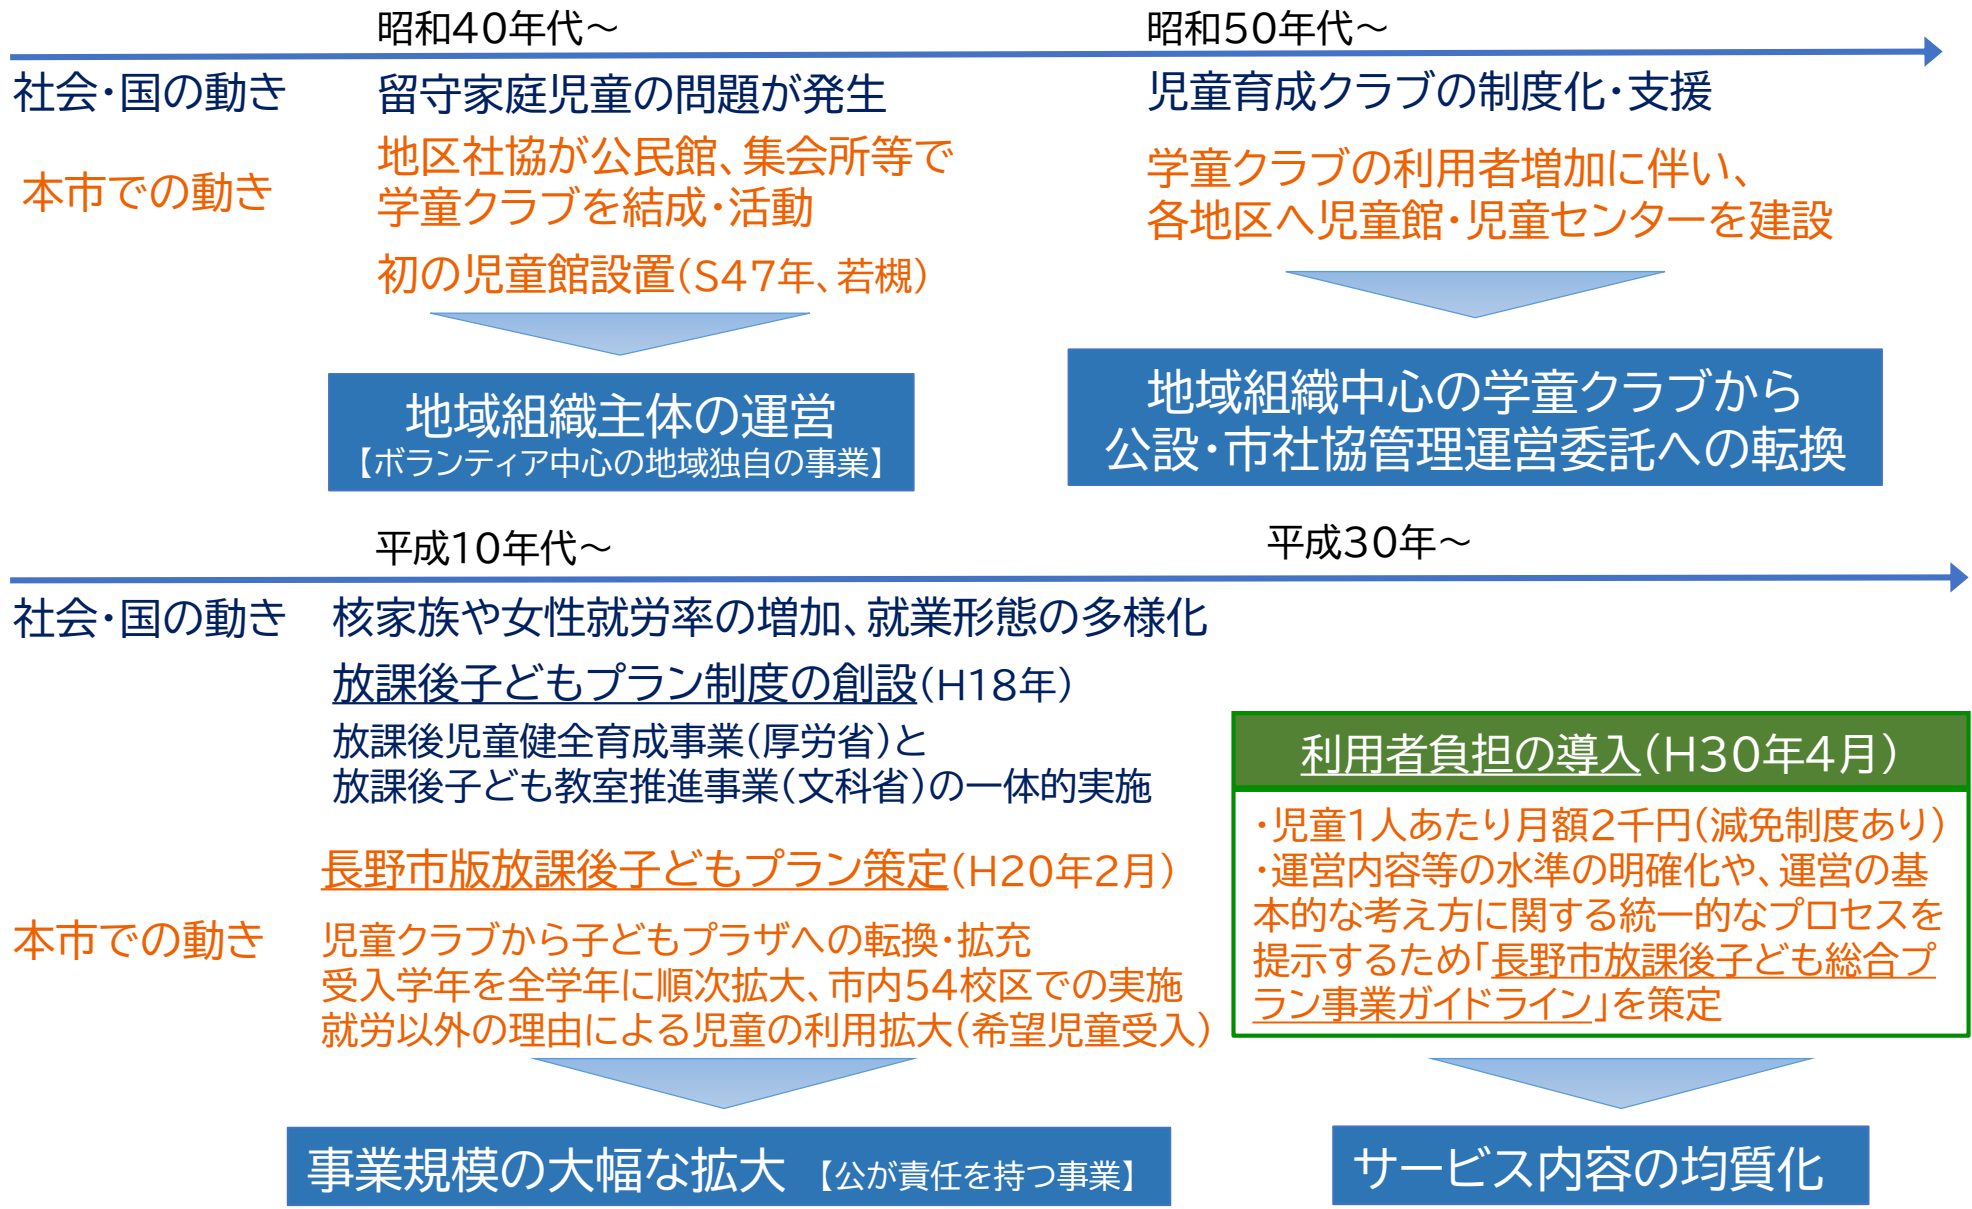 昭和40年代～
昭和50年代～
社会・国の動き
留守家庭児童の問題が発生
児童育成クラブの制度化・支援
本市での動き
地区社協が公民館、集会所等で
学童クラブを結成・活動
初の児童館設置(S47年、若槻)
学童クラブの利用者増加に伴い、
各地区へ児童館・児童センターを建設
地域組織主体の運営
【ボランティア中心の地域独自の事業】
地域組織中心の学童クラブから
公設・市社協管理運営委託への転換
平成10年代～
平成30年～
社会・国の動き
核家族や女性就労率の増加、就業形態の多様化
放課後子どもプラン制度の創設(H18年)
放課後児童健全育成事業(厚労省)と
放課後子ども教室推進事業(文科省)の一体的実施
本市での動き
長野市版放課後子どもプラン策定(H20年2月)
児童クラブから子どもプラザへの転換・拡充
受入学年を全学年に順次拡大、市内54校区での実施
就労以外の理由による児童の利用拡大(希望児童受入)
利用者負担の導入(H30年4月)
・児童1人あたり月額2千円(減免制度あり)
・運営内容等の水準の明確化や、運営の基
本的な考え方に関する統一的なプロセスを
提示するため「長野市放課後子ども総合プ
ラン事業ガイドライン」を策定
事業規模の大幅な拡大 【公が責任を持つ事業】
サービス内容の均質化